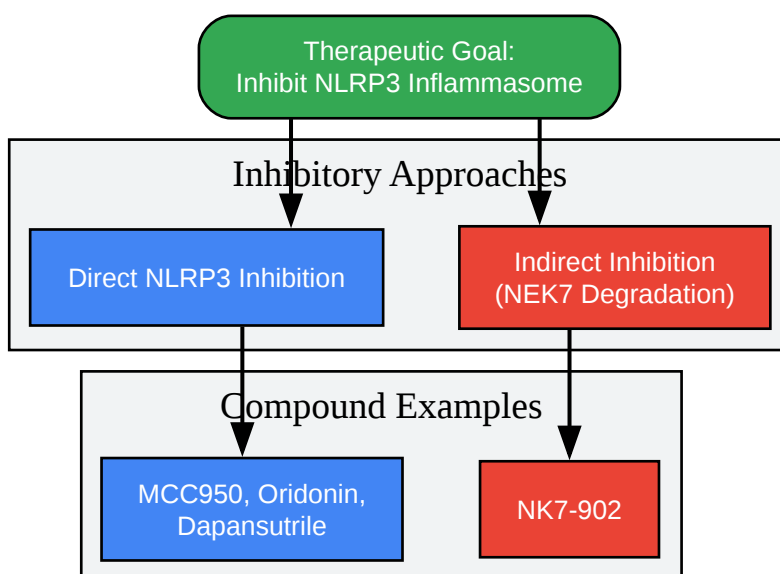 Therapeutic Goal:
Inhibit NLRP3 Inflammasome
Inhibitory Approaches
Direct NLRP3 Inhibition
Indirect Inhibition
(NEK7 Degradation)
Compound Examples
MCC950, Oridonin,
Dapansutrile
NK7-902